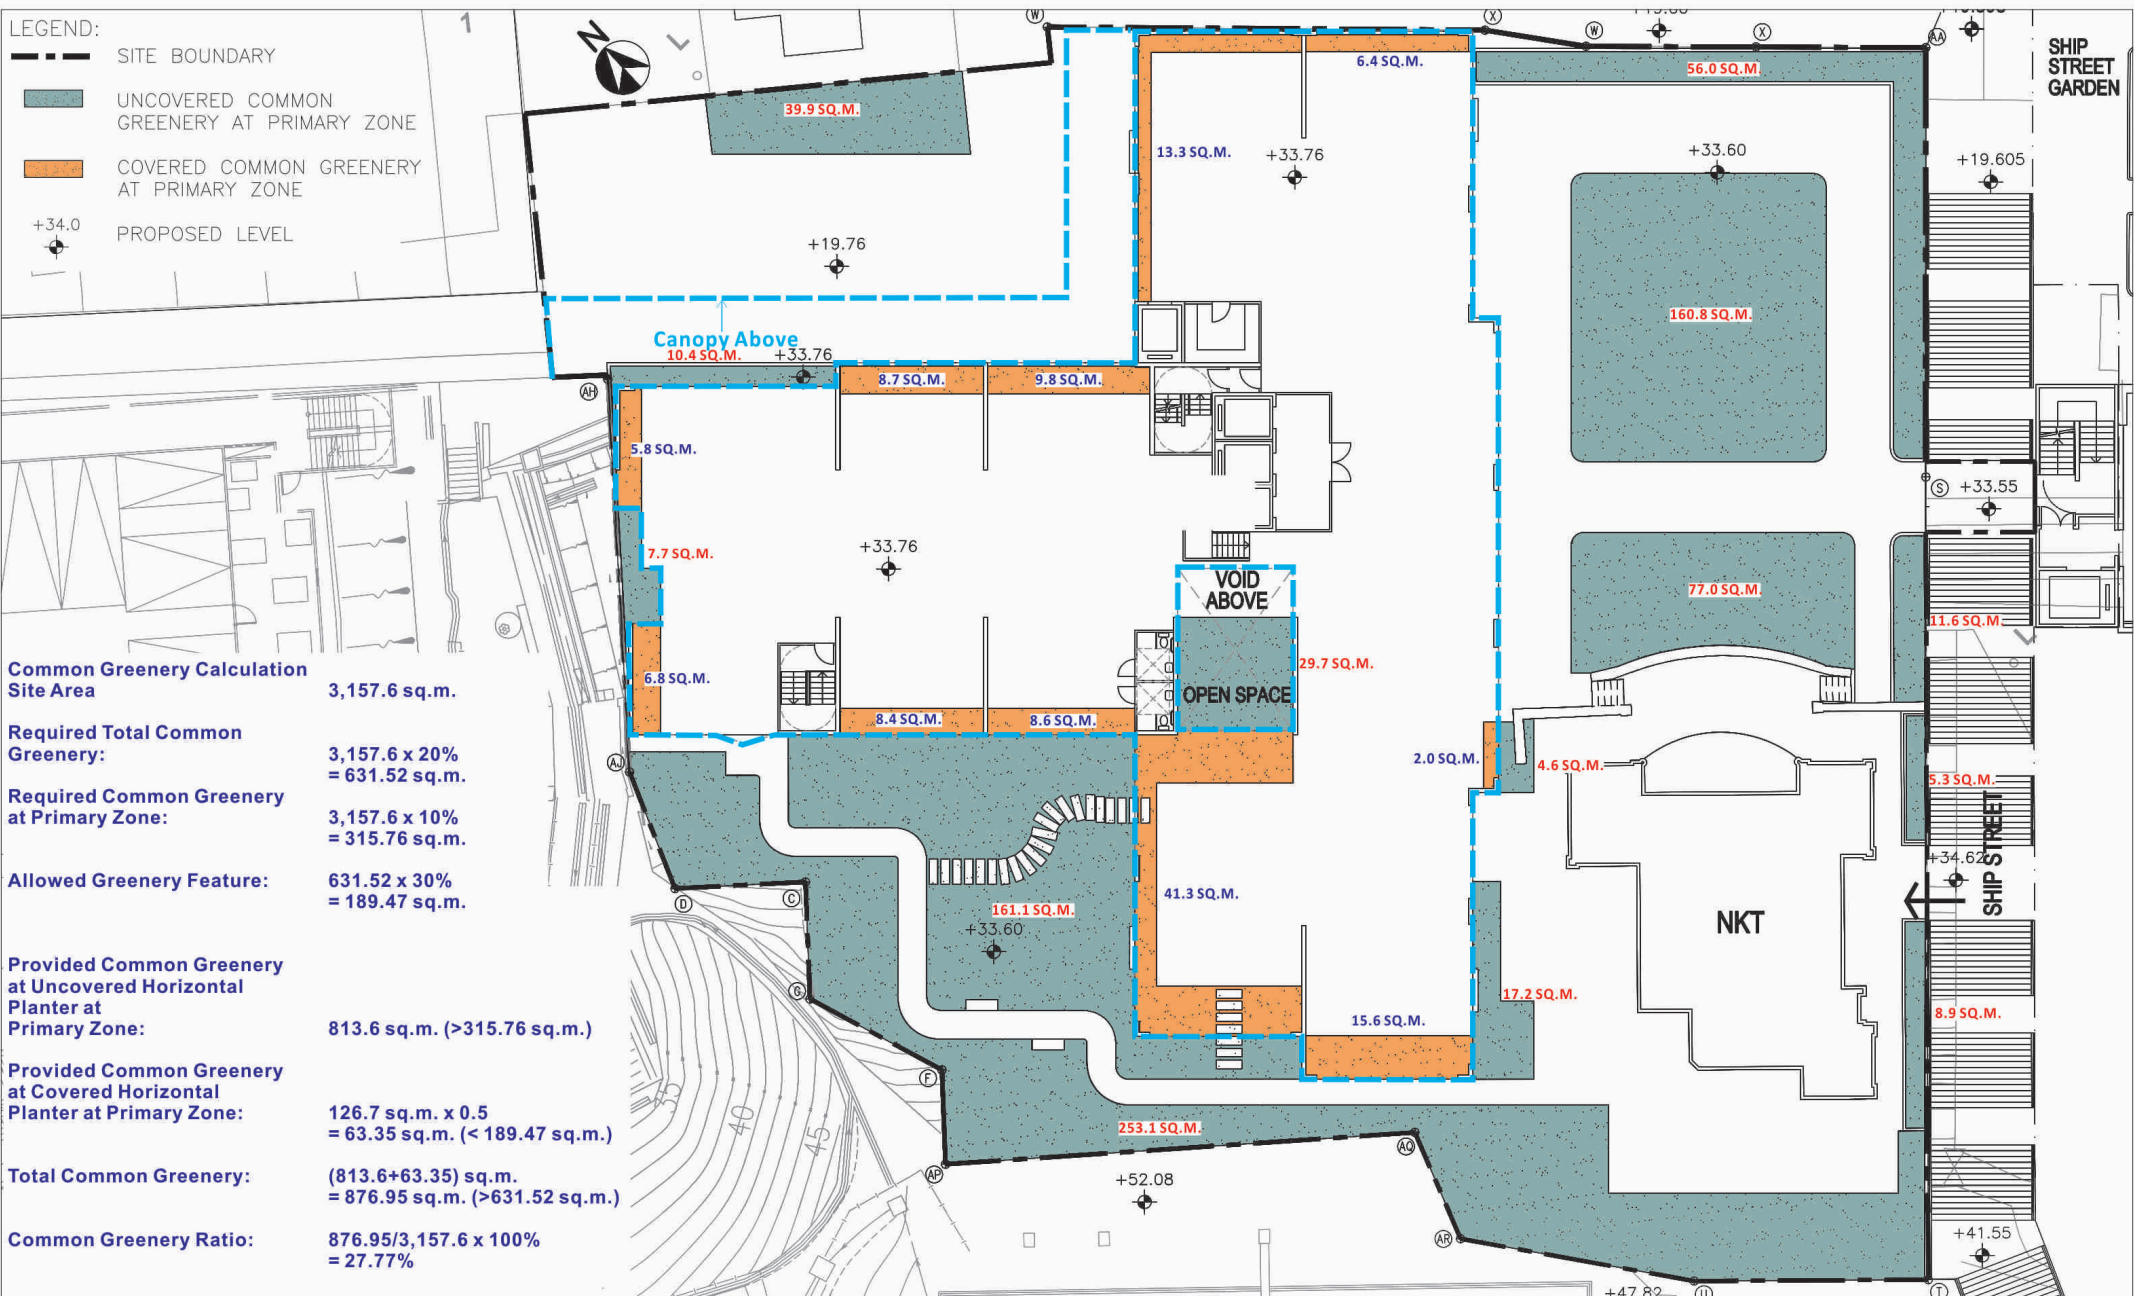 LEGEND:
SITE BOUNDARY
UNCOVERED COMMON
GREENERY AT PRIMARY ZONE
COVERED COMMON GREENERY
AT PRIMARY ZONE
+34.0
PROPOSED LEVEL
1
N
W
X
W
X
AA
SHIP
STREET
GARDEN
39.9 SQ.M.
6.4 SQ.M.
56.0 SQ.M.
13.3 SQ.M.
+33.76
+33.60
+19.605
+19.76
160.8 SQ.M.
Canopy Above
10.4 SQ.M.
+33.76
AH
8.7 SQ.M.
9.8 SQ.M.
5.8 SQ.M.
S
+33.55
7.7 SQ.M.
+33.76
VOID
ABOVE
77.0 SQ.M.
11.6 SQ.M.
29.7 SQ.M.
6.8 SQ.M.
OPEN SPACE
8.4 SQ.M.
8.6 SQ.M.
AJ
2.0 SQ.M.
4.6 SQ.M.
5.3 SQ.M.
SHIP STREET
+34.62
D
C
161.1 SQ.M.
+33.60
41.3 SQ.M.
NKT
G
17.2 SQ.M.
15.6 SQ.M.
8.9 SQ.M.
F
35
40
45
253.1 SQ.M.
AP
AQ
+52.08
AR
+41.55
+47.82
U
T
Common Greenery Calculation
Site Area 3,157.6 sq.m.
Required Total Common
Greenery: 3,157.6 x 20%
= 631.52 sq.m.
Required Common Greenery
at Primary Zone: 3,157.6 x 10%
= 315.76 sq.m.
Allowed Greenery Feature: 631.52 x 30%
= 189.47 sq.m.
Provided Common Greenery
at Uncovered Horizontal
Planter at
Primary Zone: 813.6 sq.m. (>315.76 sq.m.)
Provided Common Greenery
at Covered Horizontal
Planter at Primary Zone: 126.7 sq.m. x 0.5
= 63.35 sq.m. (< 189.47 sq.m.)
Total Common Greenery: (813.6+63.35) sq.m.
= 876.95 sq.m. (>631.52 sq.m.)
Common Greenery Ratio: 876.95/3,157.6 x 100%
= 27.77%